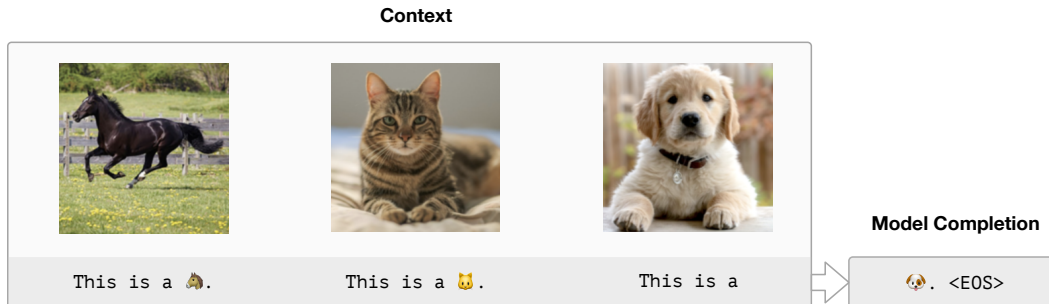 Context
This is a 🐴.
This is a 🐱.
This is a
Model Completion
🐶. <EOS>